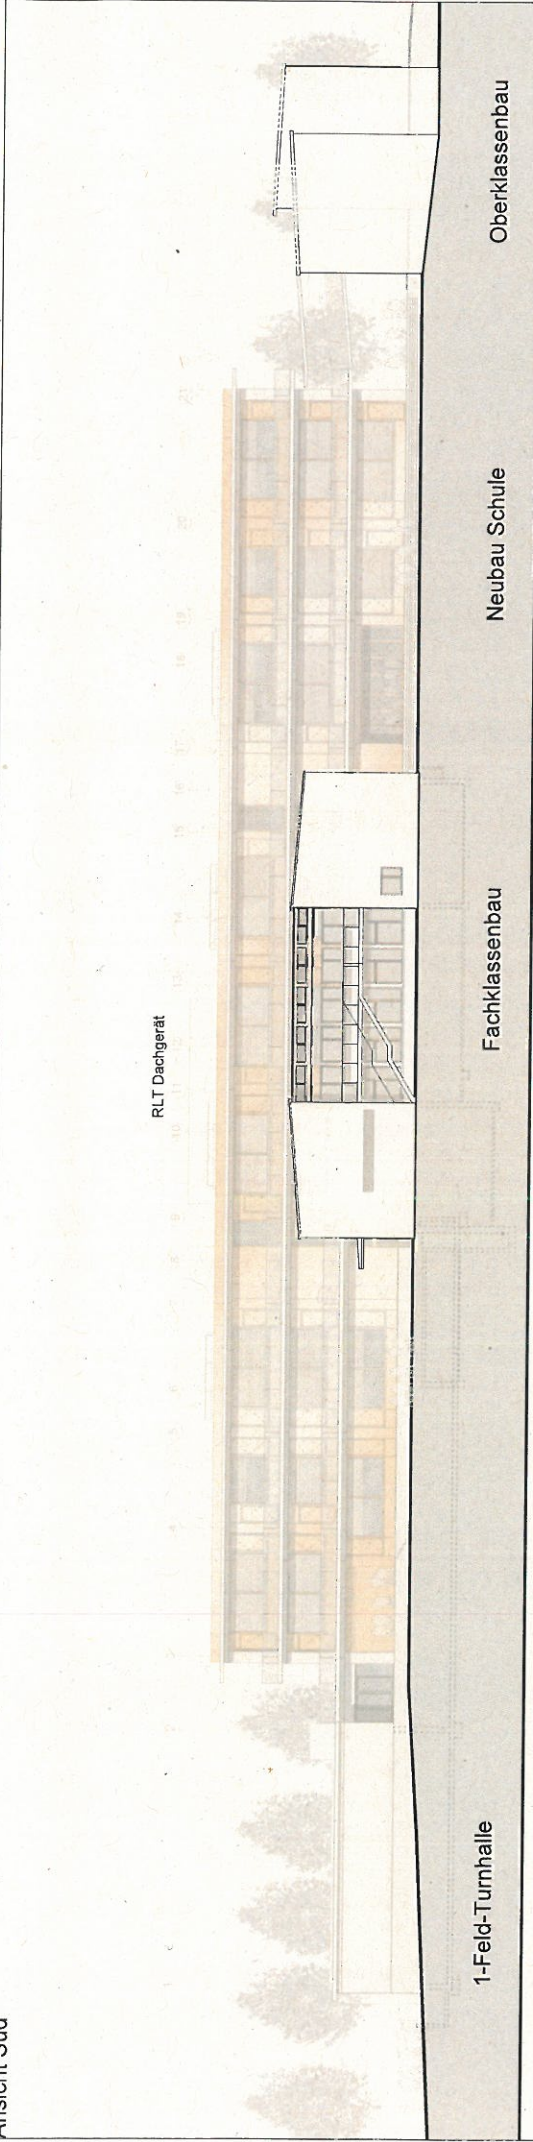 Ansicht Süd
RLT Dachgerät
1-Feld-Turnhalle
Fachklassenbau
Neubau Schule
Oberklassenbau